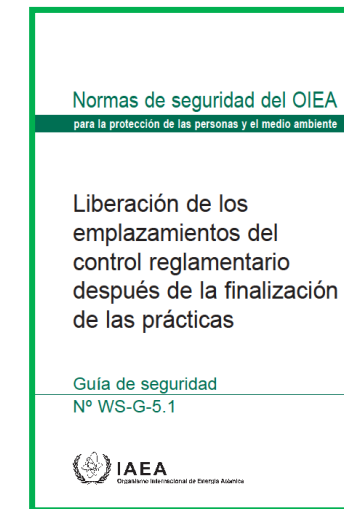 Normas de seguridad del OIEA
para la protección de las personas y el medio ambiente
Liberación de los
emplazamientos del
control reglamentario
después de la finalización
de las prácticas
Guía de seguridad
Nº WS-G-5.1
IAEA
Organismo Internacional de Energía Atómica